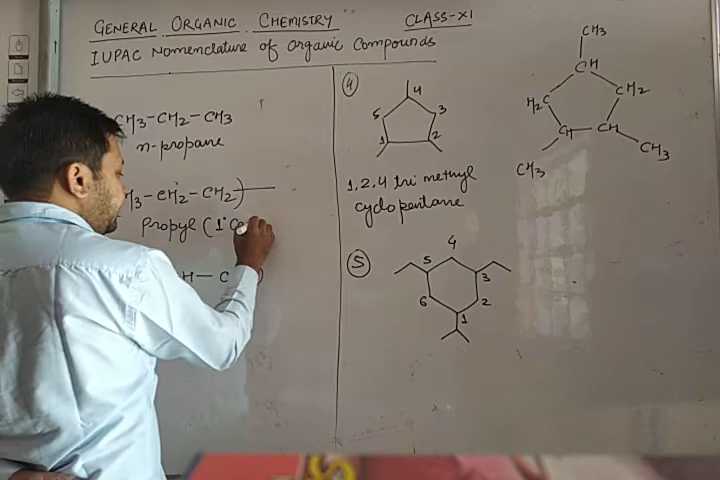 GENERAL ORGANIC CHEMISTRY CLASS-XI
IUPAC Nomenclature of organic compounds
CH3-CH2-CH3
n-propane
H3-CH2-CH2
Propyl (1°
H- C
4
4
5
3
1
2
1,2,4 tri methyl
cyclopentane
5
4
5
3
6
2
1
CH3
CH
H2C
CH2
CH
CH
CH3
CH3